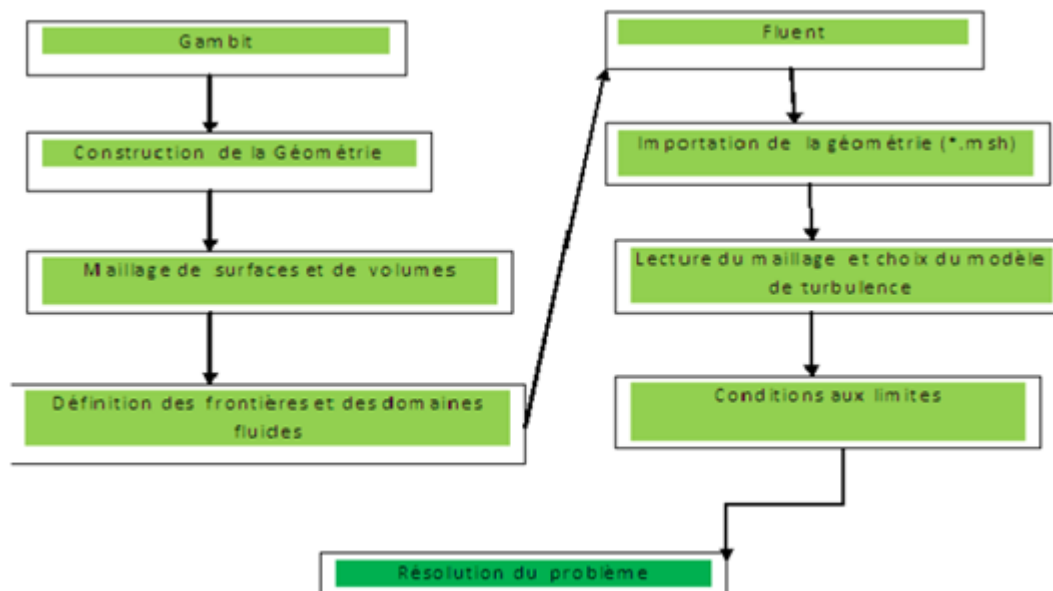 Gambit
Construction de la Géométrie
Maillage de surfaces et de volumes
Définition des frontières et des domaines
fluides
Fluent
Importation de la géométrie (*.msh)
Lecture du maillage et choix du modèle
de turbulence
Conditions aux limites
Résolution du problème